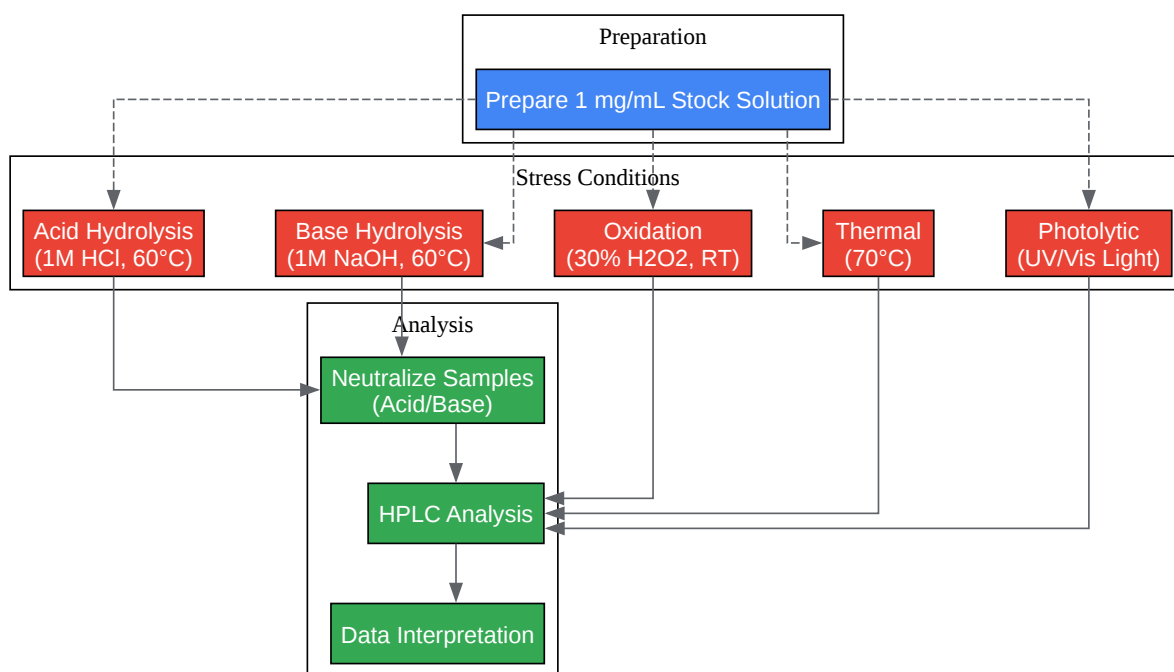 Preparation
Prepare 1 mg/mL Stock Solution
Stress Conditions
Acid Hydrolysis
(1M HCl, 60°C)
Base Hydrolysis
(1M NaOH, 60°C)
Oxidation
(30% H2O2, RT)
Thermal
(70°C)
Photolytic
(UV/Vis Light)
Analysis
Neutralize Samples
(Acid/Base)
HPLC Analysis
Data Interpretation